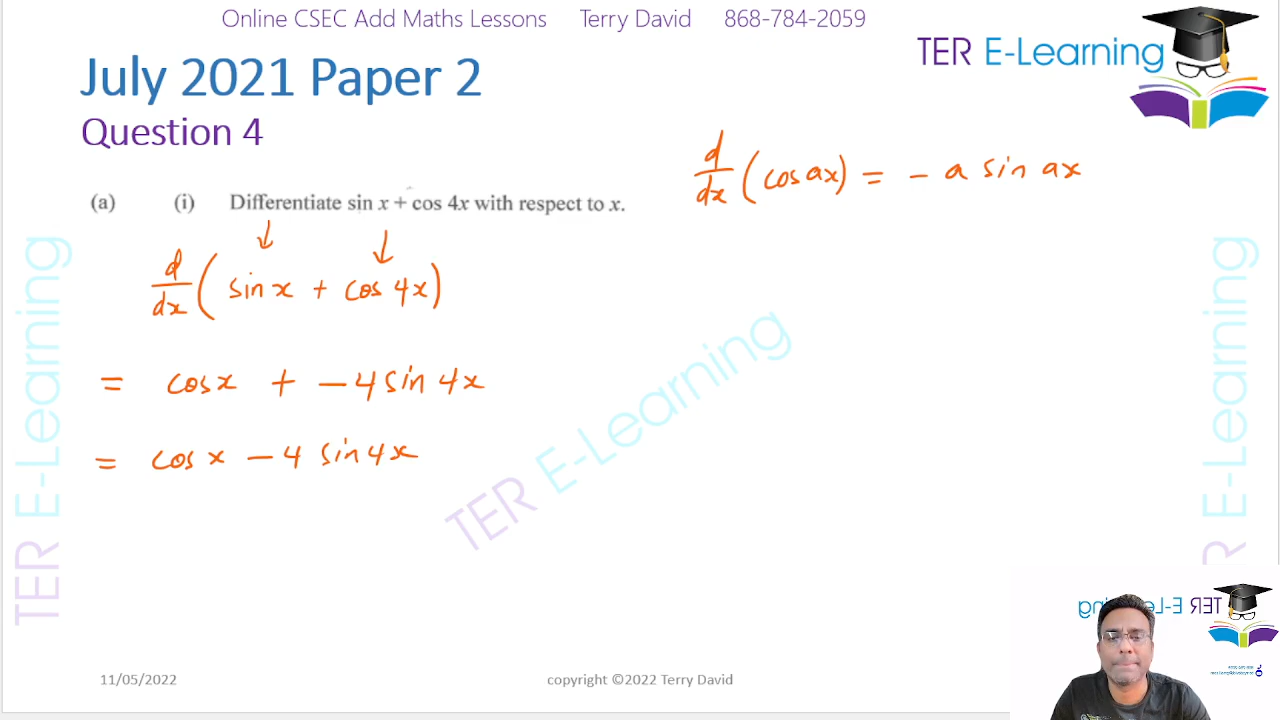 Online CSEC Add Maths Lessons Terry David 868-784-2059
TER E-Learning
July 2021 Paper 2
Question 4
d/dx (cos ax) = - a sin ax
(a) (i) Differentiate sin x + cos 4x with respect to x.
d/dx (sin x + cos 4x)
= cos x + - 4 sin 4x
= cos x - 4 sin 4x
TER E-Learning
TER E-Learning
TER E-Learning
TER E-Learning
11/05/2022
copyright ©2022 Terry David